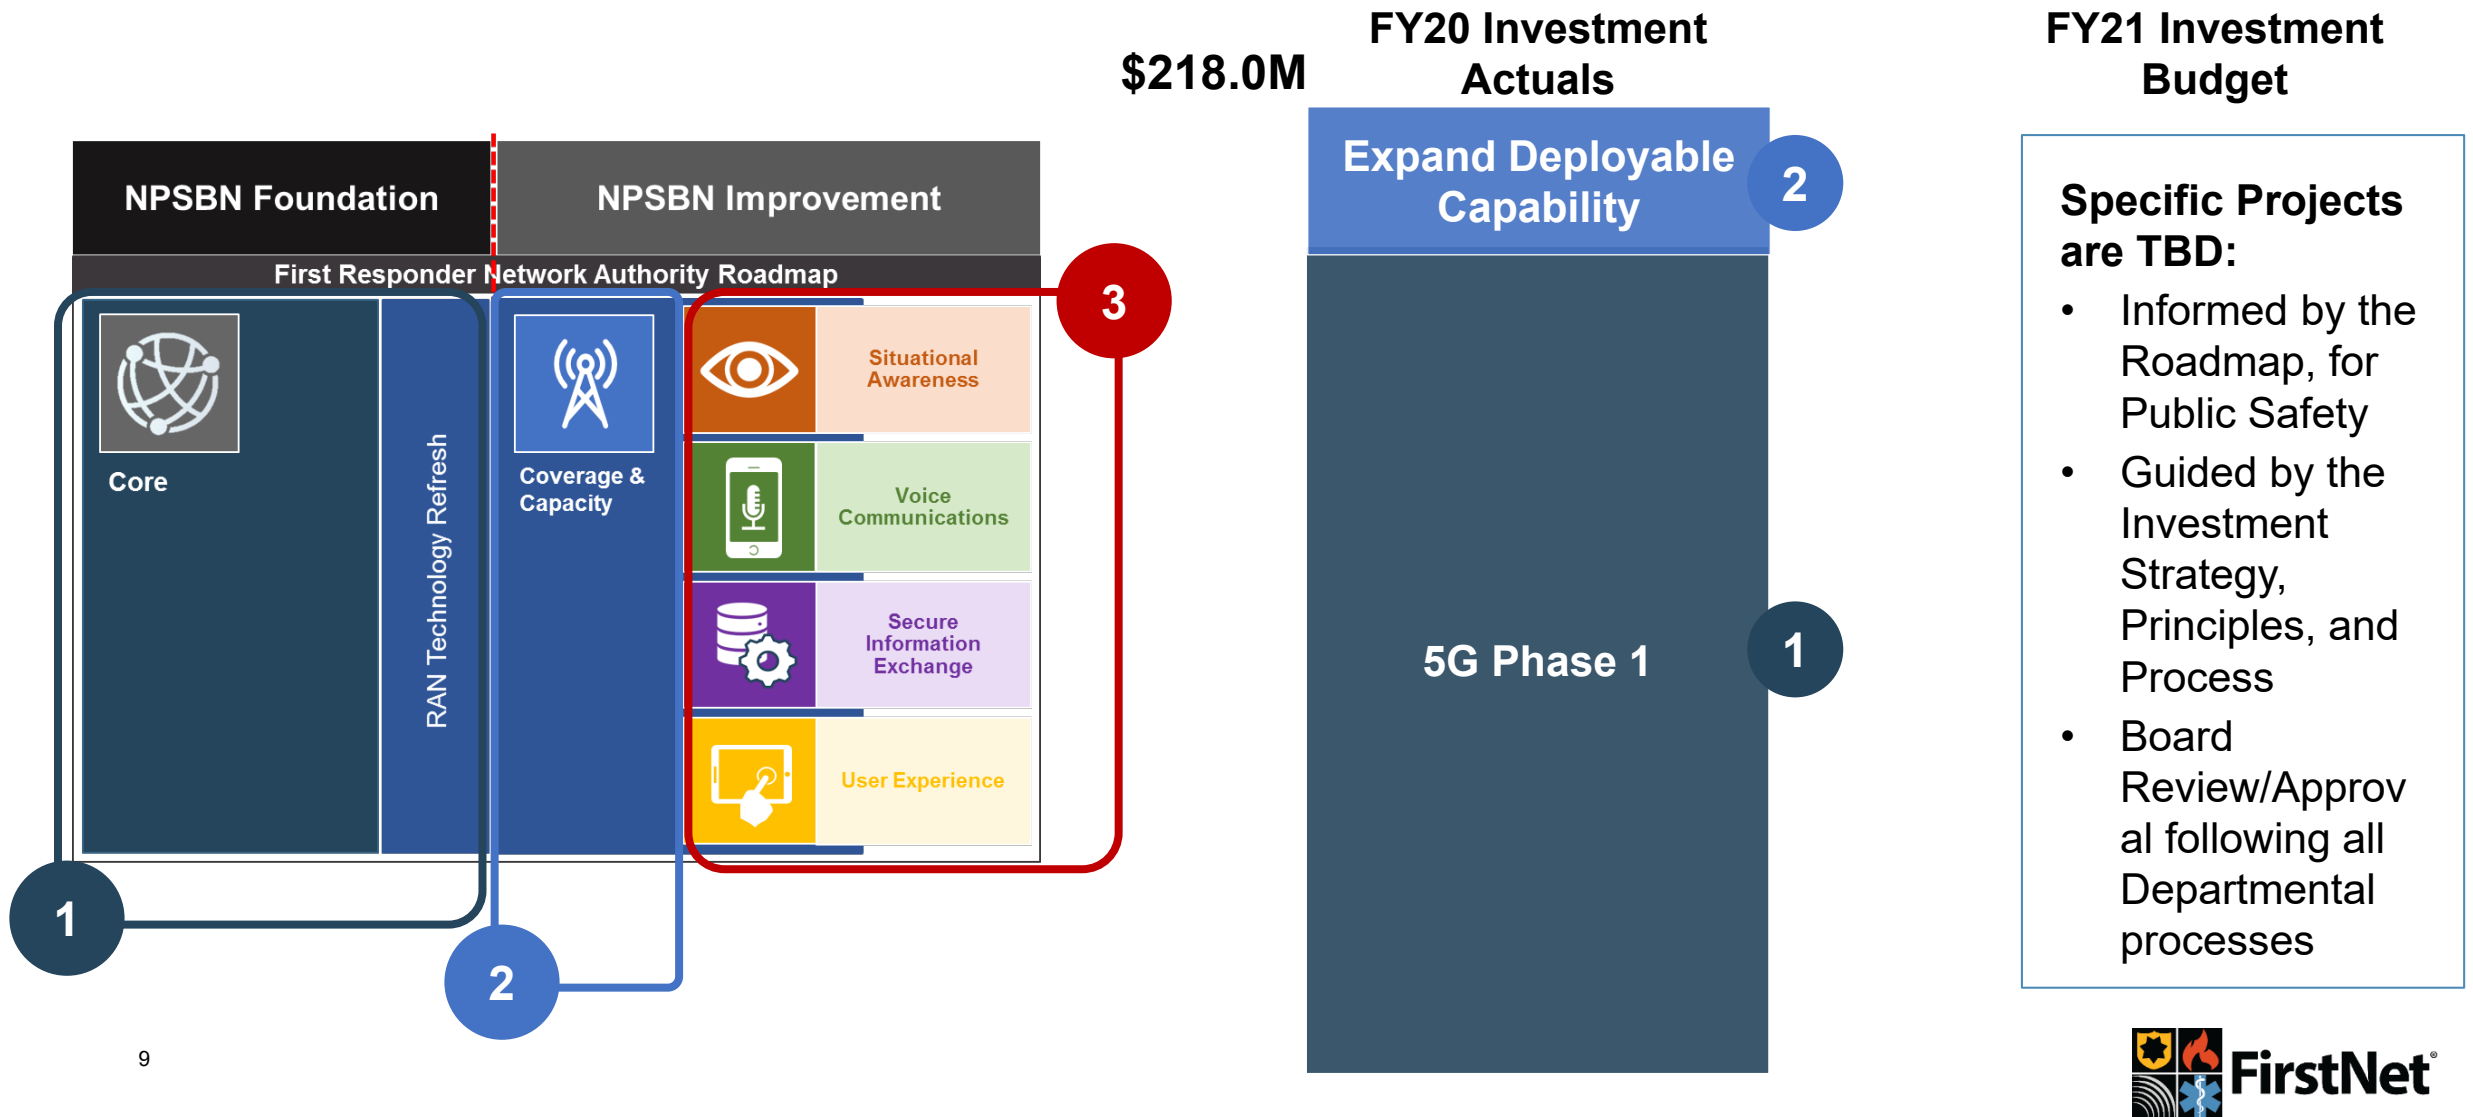 $218.0M
FY20 Investment
Actuals
FY21 Investment
Budget
NPSBN Foundation
NPSBN Improvement
First Responder Network Authority Roadmap
Core
RAN Technology Refresh
Coverage &
Capacity
Situational
Awareness
Voice
Communications
Secure
Information
Exchange
User Experience
3
1
2
Expand Deployable
Capability
2
5G Phase 1
1
Specific Projects
are TBD:
• Informed by the
Roadmap, for
Public Safety
• Guided by the
Investment
Strategy,
Principles, and
Process
• Board
Review/Approv
al following all
Departmental
processes
9
FirstNet®